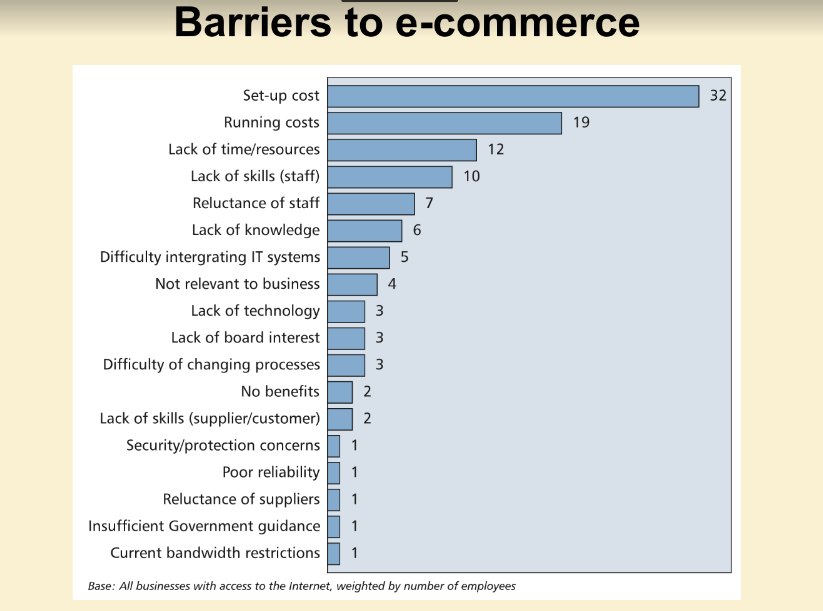 Barriers to e-commerce
Set-up cost 32
Running costs 19
Lack of time/resources 12
Lack of skills (staff) 10
Reluctance of staff 7
Lack of knowledge 6
Difficulty intergrating IT systems 5
Not relevant to business 4
Lack of technology 3
Lack of board interest 3
Difficulty of changing processes 3
No benefits 2
Lack of skills (supplier/customer) 2
Security/protection concerns 1
Poor reliability 1
Reluctance of suppliers 1
Insufficient Government guidance 1
Current bandwidth restrictions 1
Base: All businesses with access to the Internet, weighted by number of employees